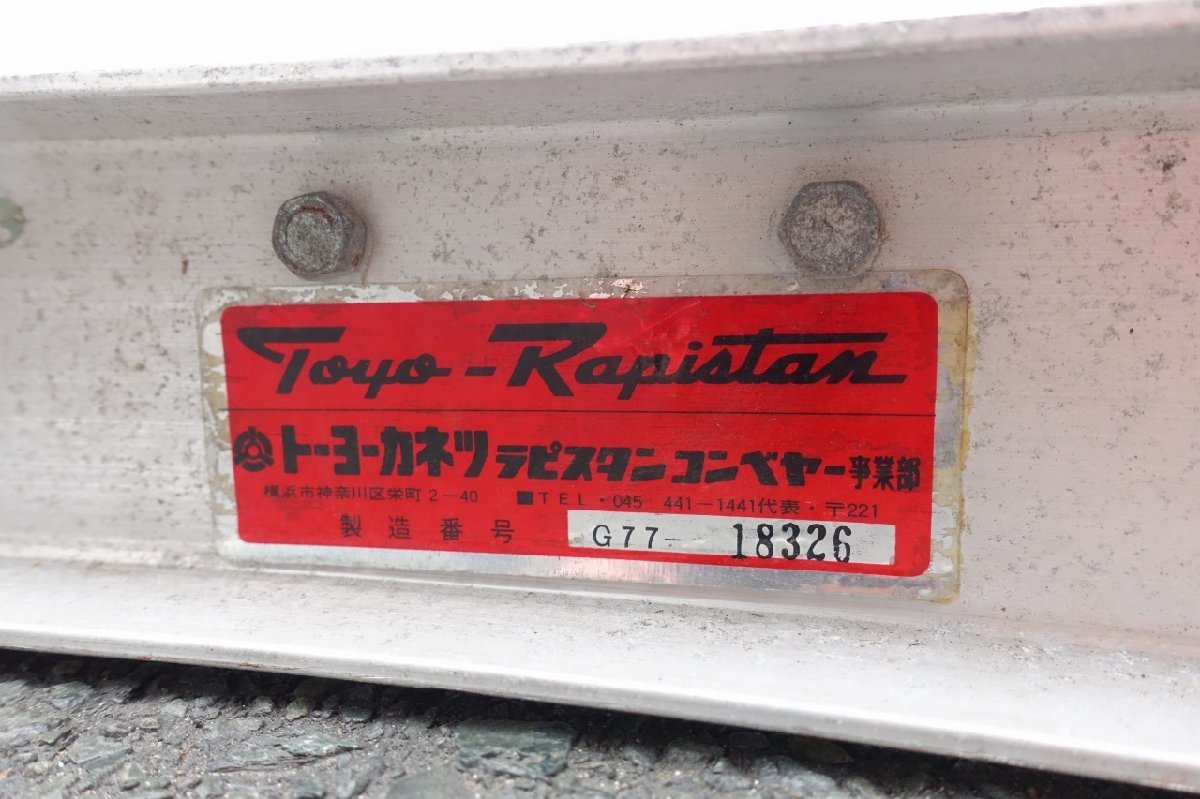 Toyo-Rapistan
トーヨーカネツ ラピスタンコンベヤー事業部
横浜市神奈川区栄町2-40 ■TEL・045 441-1441代表・〒221
製造番号 G77- 18326